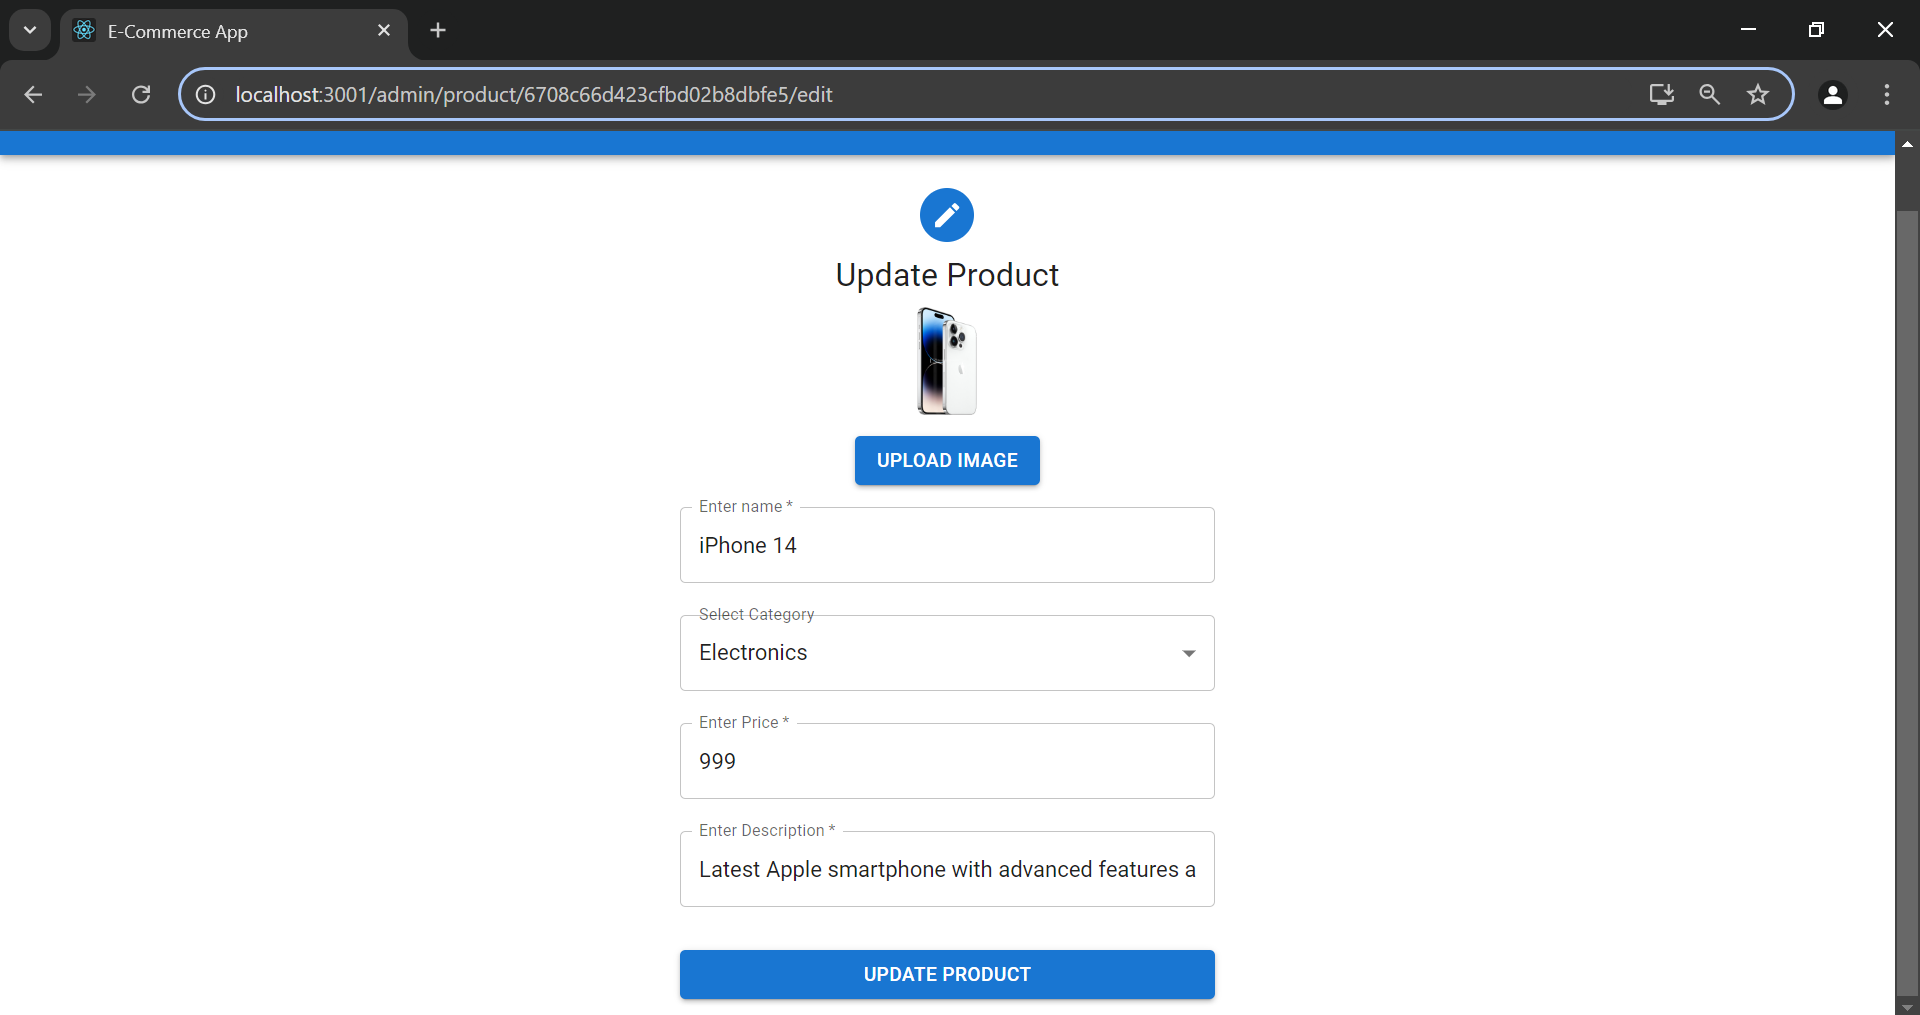 E-Commerce App
localhost:3001/admin/product/6708c66d423cfbd02b8dbfe5/edit
Update Product
UPLOAD IMAGE
Enter name *
iPhone 14
Select Category
Electronics
Enter Price *
999
Enter Description *
Latest Apple smartphone with advanced features a
UPDATE PRODUCT